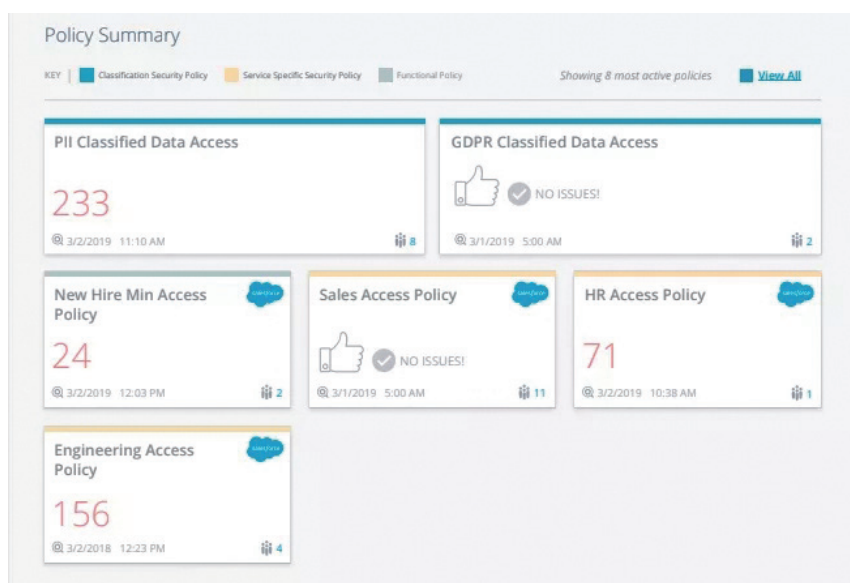 Policy Summary
KEY | Classification Security Policy Service Specific Security Policy Functional Policy Showing 8 most active policies View All
PII Classified Data Access
233
3/2/2019 11:10 AM 8
GDPR Classified Data Access
NO ISSUES!
3/1/2019 5:00 AM 2
New Hire Min Access
Policy
salesforce
24
3/2/2019 12:03 PM 2
Sales Access Policy
salesforce
NO ISSUES!
3/1/2019 5:00 AM 11
HR Access Policy
salesforce
71
3/2/2019 10:38 AM 1
Engineering Access
Policy
salesforce
156
3/2/2018 12:23 PM 4